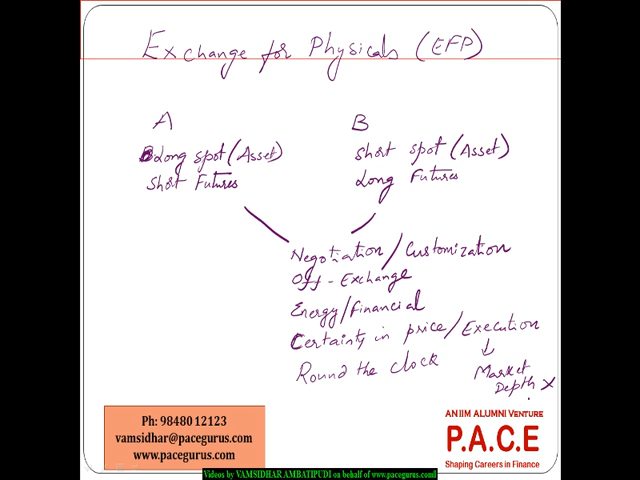 Exchange for Physicals (EFP)
A
B
Long spot (Asset)
Short Futures
Short spot (Asset)
Long Futures
Negotiation / Customization
Off - Exchange
Energy/Financial
Certainty in price / Execution
Round the clock
Market
Depth x
Ph: 98480 12123
vamsidhar@pacegurus.com
www.pacegurus.com
AN IIM ALUMNI VENTURE
P.A.C.E
Shaping Careers in Finance
Videos by VAMSIDHAR AMBATIPUDI on behalf of www.pacegurus.com